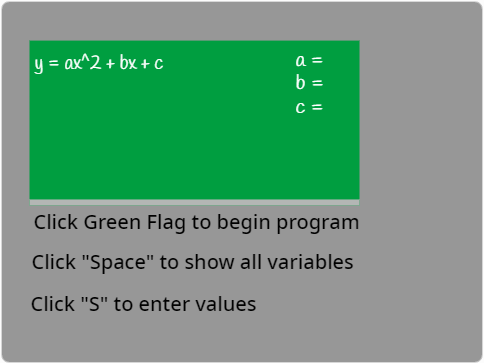 y = ax^2 + bx + c
a =
b =
c =
Click Green Flag to begin program
Click "Space" to show all variables
Click "S" to enter values